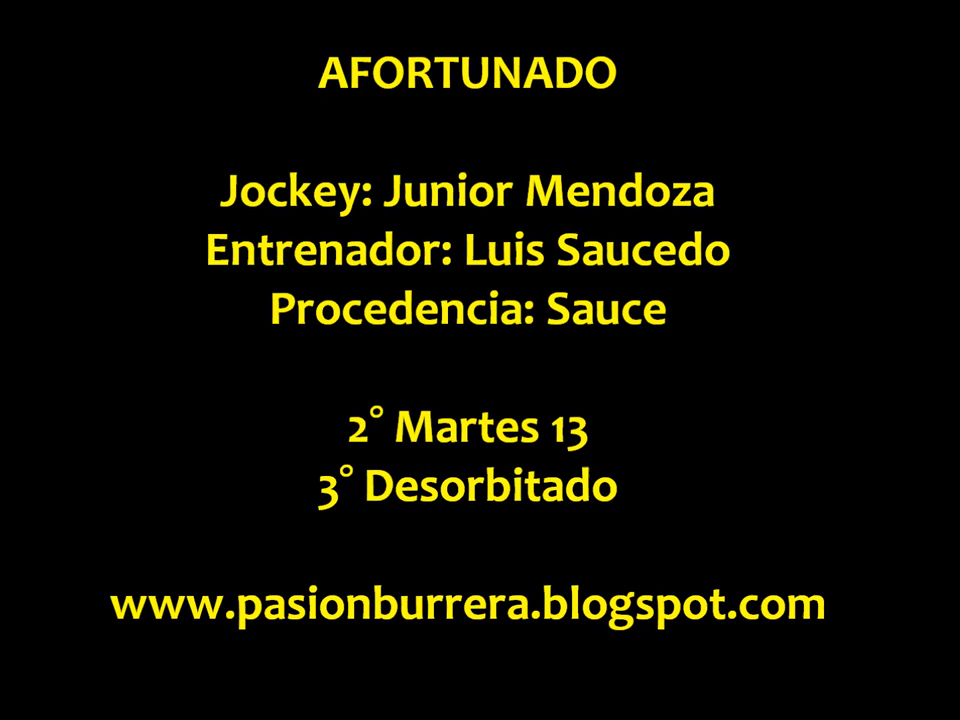 AFORTUNADO
Jockey: Junior Mendoza
Entrenador: Luis Saucedo
Procedencia: Sauce
2° Martes 13
3° Desorbitado
www.pasionburrera.blogspot.com